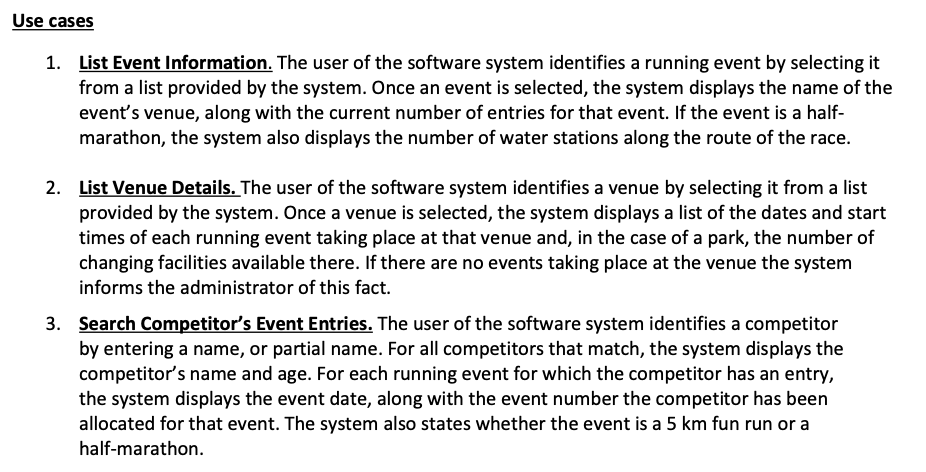 Use cases
1. List Event Information. The user of the software system identifies a running event by selecting it
from a list provided by the system. Once an event is selected, the system displays the name of the
event's venue, along with the current number of entries for that event. If the event is a half-
marathon, the system also displays the number of water stations along the route of the race.
2. List Venue Details. The user of the software system identifies a venue by selecting it from a list
provided by the system. Once a venue is selected, the system displays a list of the dates and start
times of each running event taking place at that venue and, in the case of a park, the number of
changing facilities available there. If there are no events taking place at the venue the system
informs the administrator of this fact.
3. Search Competitor's Event Entries. The user of the software system identifies a competitor
by entering a name, or partial name. For all competitors that match, the system displays the
competitor's name and age. For each running event for which the competitor has an entry,
the system displays the event date, along with the event number the competitor has been
allocated for that event. The system also states whether the event is a 5 km fun run or a
half-marathon.